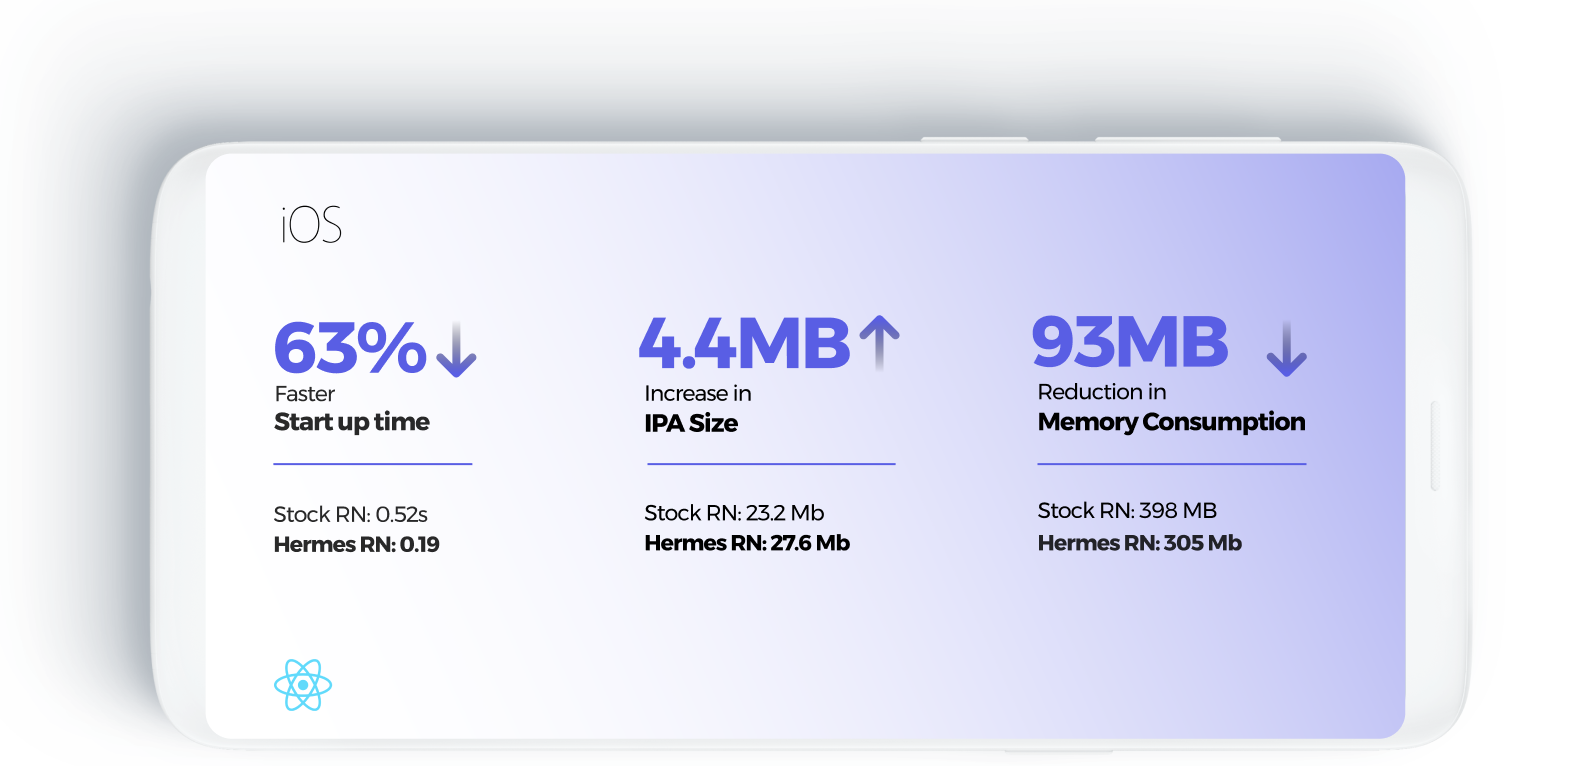 iOS
63%
Faster
Start up time
Stock RN: 0.52s
Hermes RN: 0.19
4.4MB
Increase in
IPA Size
Stock RN: 23.2 Mb
Hermes RN: 27.6 Mb
93MB
Reduction in
Memory Consumption
Stock RN: 398 MB
Hermes RN: 305 Mb